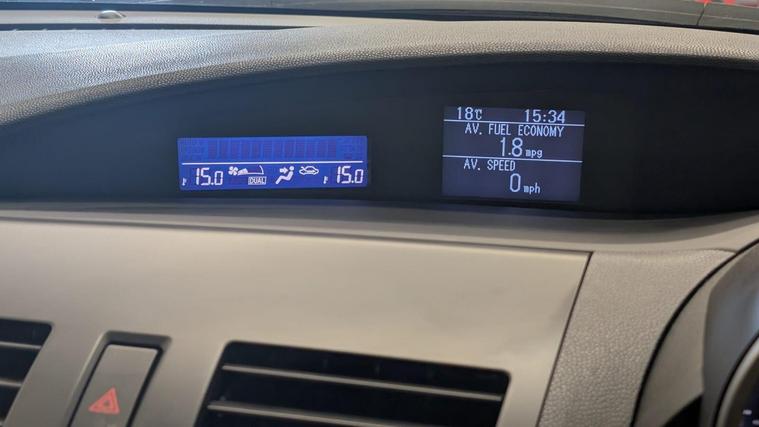 15.0
DUAL
15.0
18℃ 15:34
AV. FUEL ECONOMY
1.8 mpg
AV. SPEED
0 mph